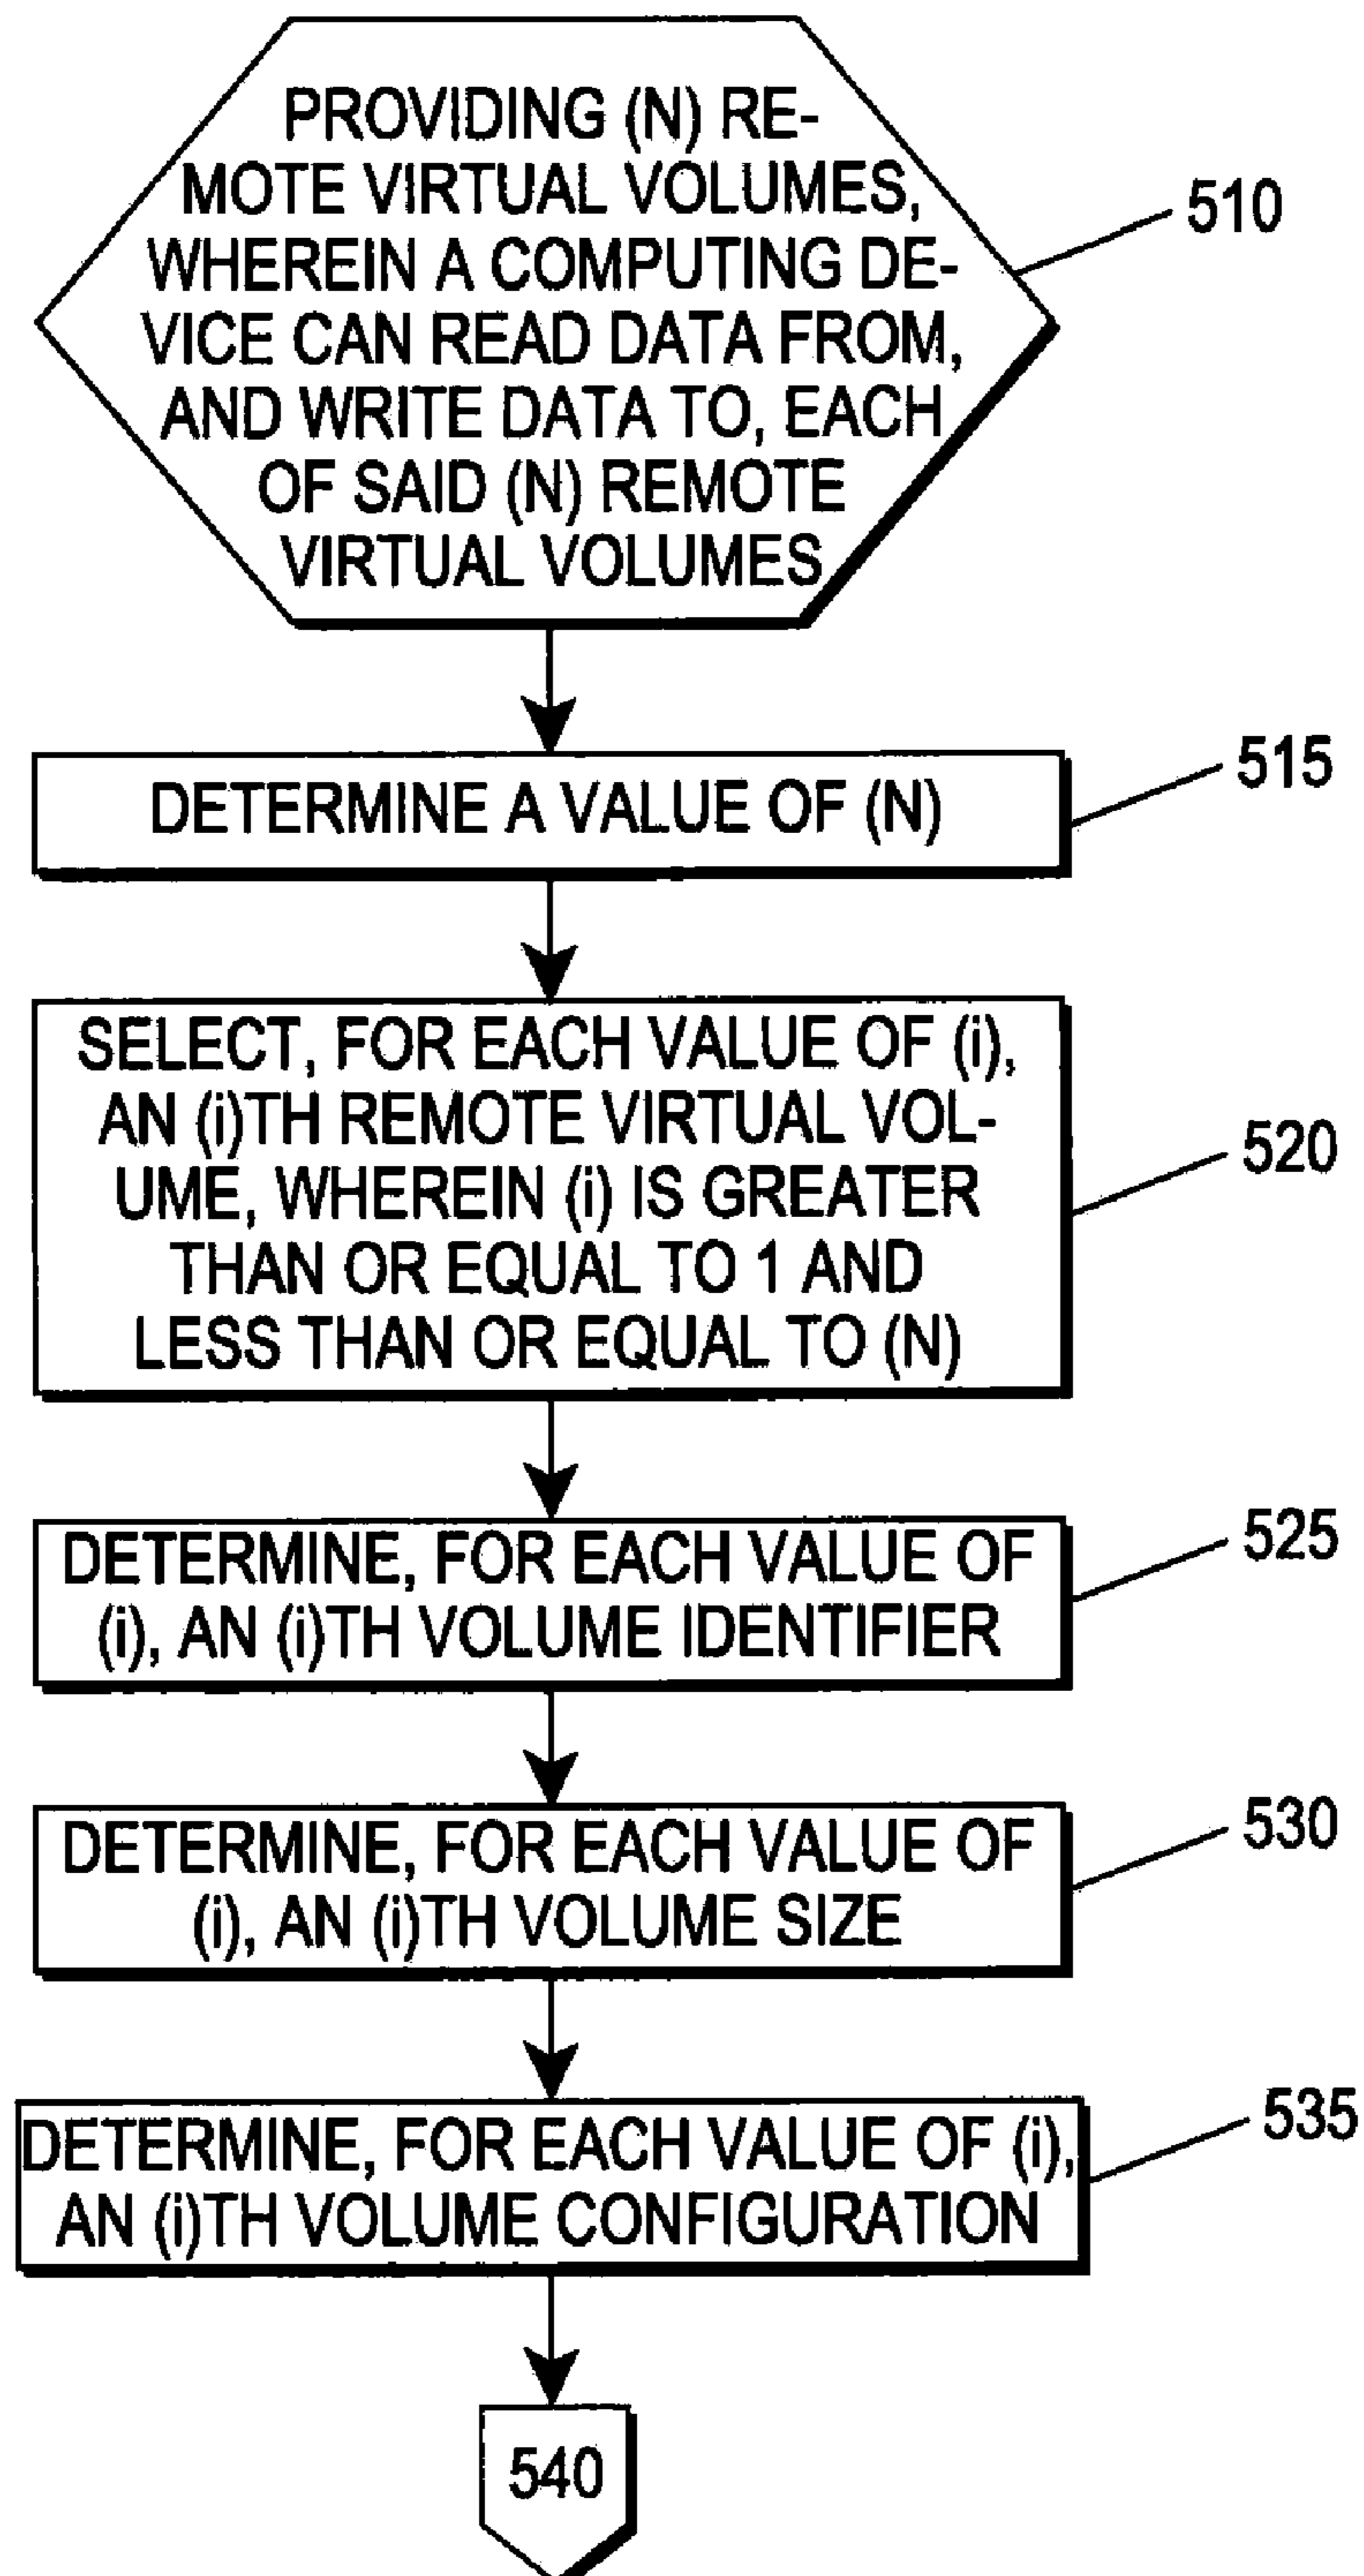 PROVIDING (N) RE-
MOTE VIRTUAL VOLUMES,
WHEREIN A COMPUTING DE-
VICE CAN READ DATA FROM,
AND WRITE DATA TO, EACH
OF SAID (N) REMOTE
VIRTUAL VOLUMES
510
DETERMINE A VALUE OF (N)
515
SELECT, FOR EACH VALUE OF (i),
AN (i)TH REMOTE VIRTUAL VOL-
UME, WHEREIN (i) IS GREATER
THAN OR EQUAL TO 1 AND
LESS THAN OR EQUAL TO (N)
520
DETERMINE, FOR EACH VALUE OF
(i), AN (i)TH VOLUME IDENTIFIER
525
DETERMINE, FOR EACH VALUE OF
(i), AN (i)TH VOLUME SIZE
530
DETERMINE, FOR EACH VALUE OF (i),
AN (i)TH VOLUME CONFIGURATION
535
540